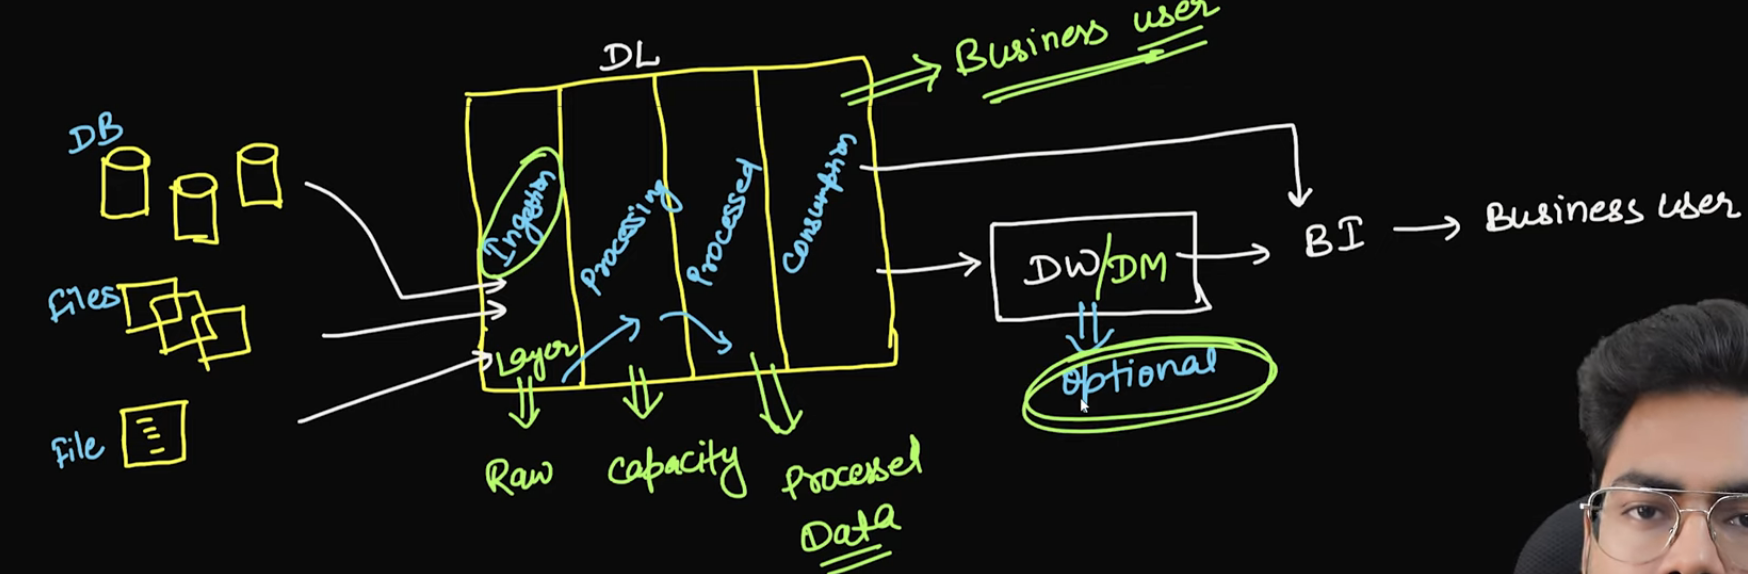 DL
Business user
DB
Files
File
Ingestion
Layer
Processing
Processed
Consumption
DW/DM
BI
Business user
optional
Raw
Capacity
Processed
Data